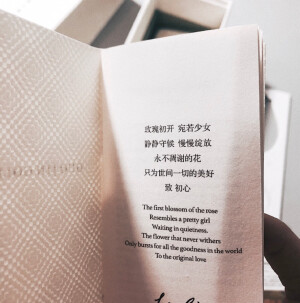 玫瑰初开 宛若少女
静静守候 慢慢绽放
永不凋谢的花
只为世间一切的美好
致 初心
The first blossom of the rose
Resembles a pretty girl
Waiting in quietness.
The flower that never withers
Only bursts for all the goodness in the world
To the original love